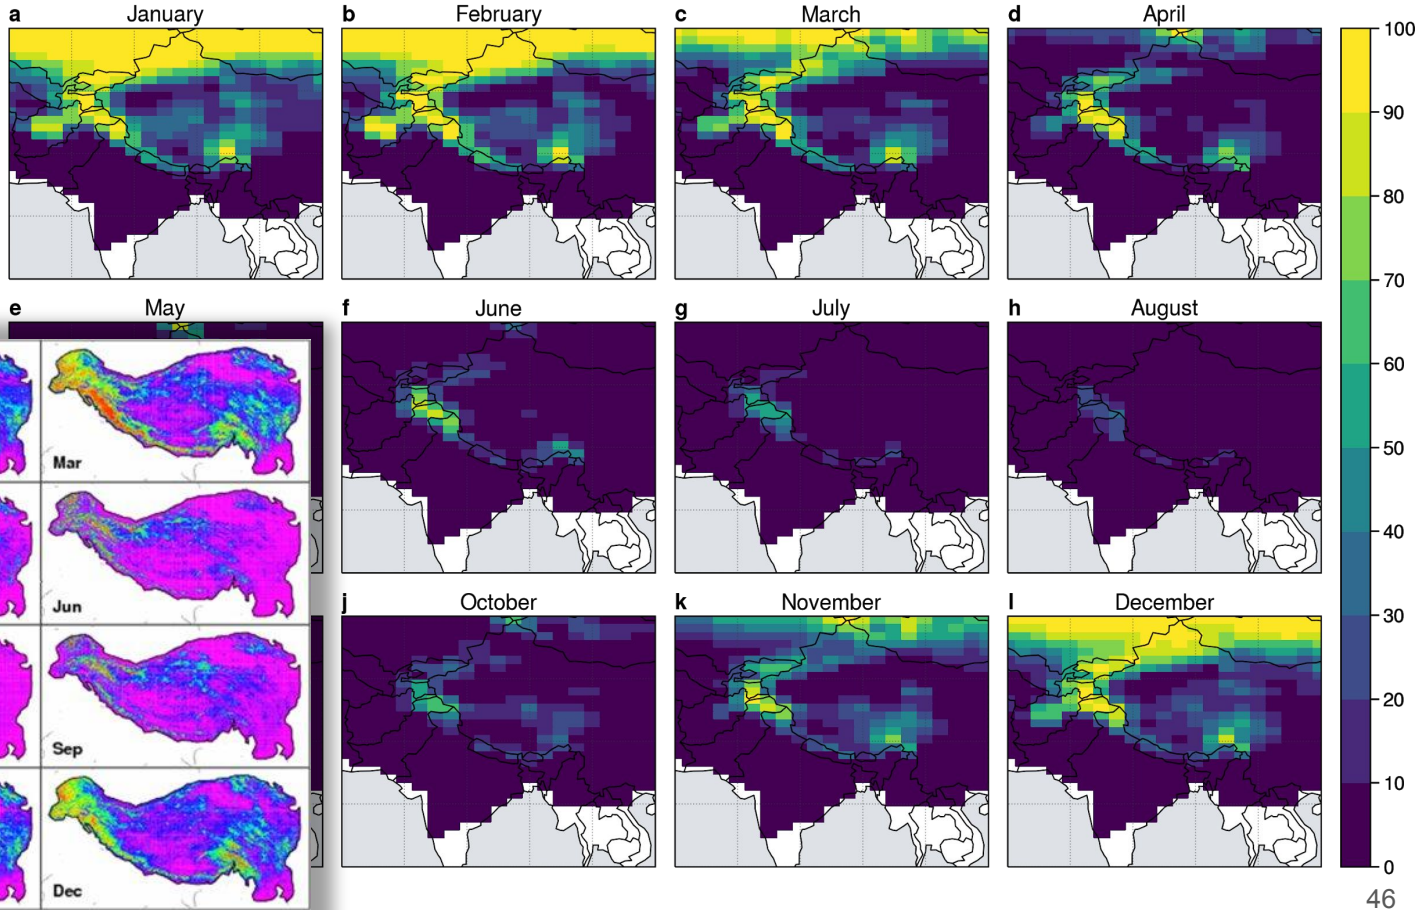 a January
b February
c March
d April
100
90
80
70
60
50
40
30
20
10
0
e May
f June
g July
h August
Mar
Jun
Sep
Dec
j October
k November
l December
46